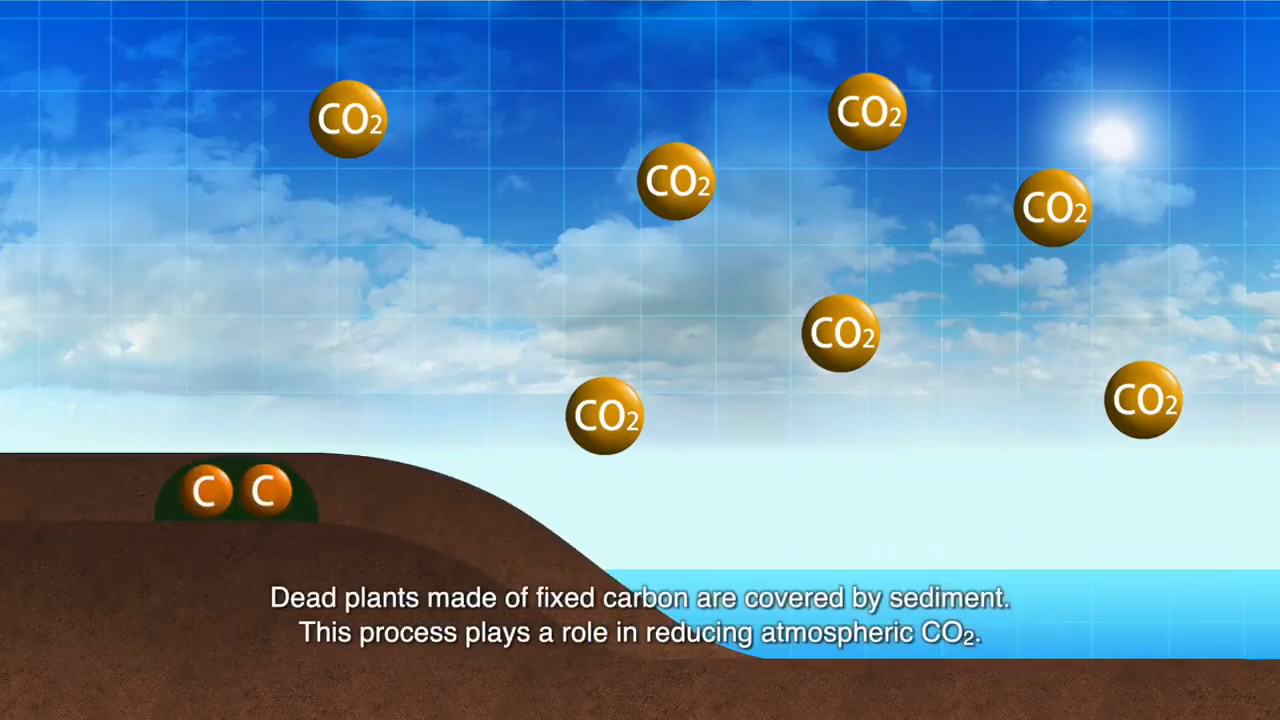 CO₂
CO₂
CO₂
CO₂
CO₂
CO₂
CO₂
C C
Dead plants made of fixed carbon are covered by sediment.
This process plays a role in reducing atmospheric CO₂.